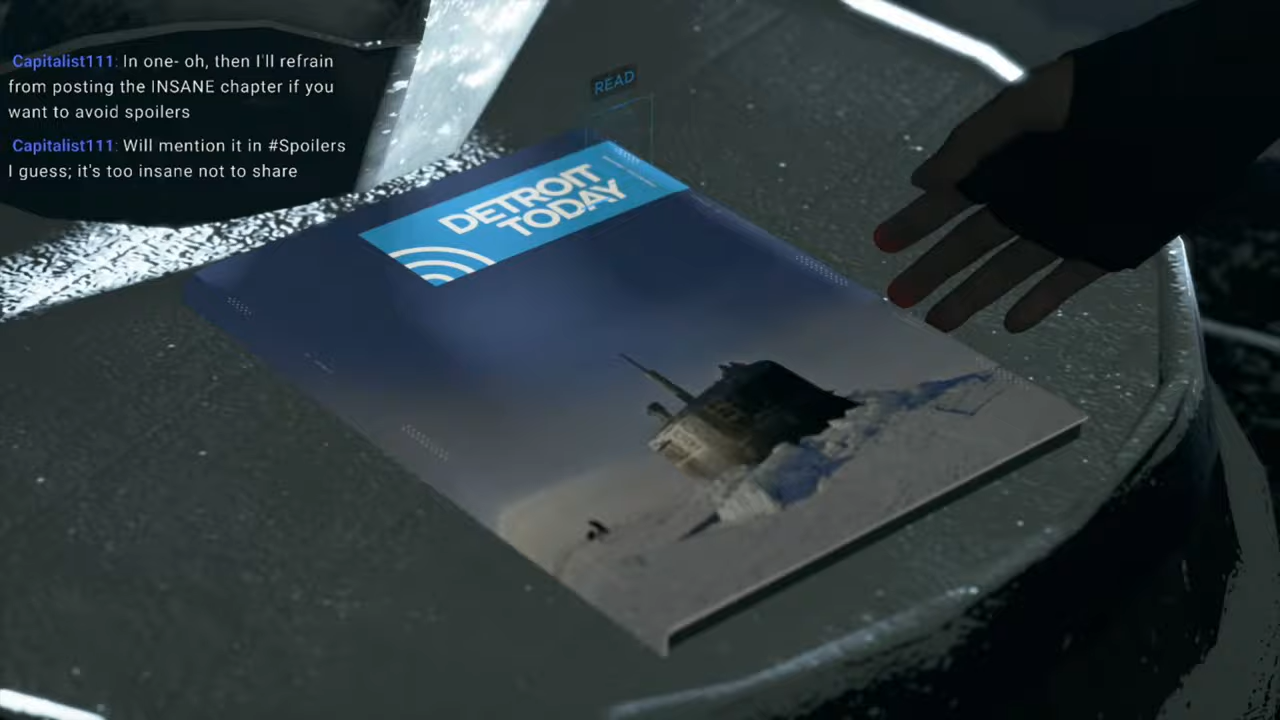 Capitalist111: In one- oh, then I'll refrain
from posting the INSANE chapter if you
want to avoid spoilers
Capitalist111: Will mention it in #Spoilers
I guess; it's too insane not to share
READ
DETROIT
TODAY